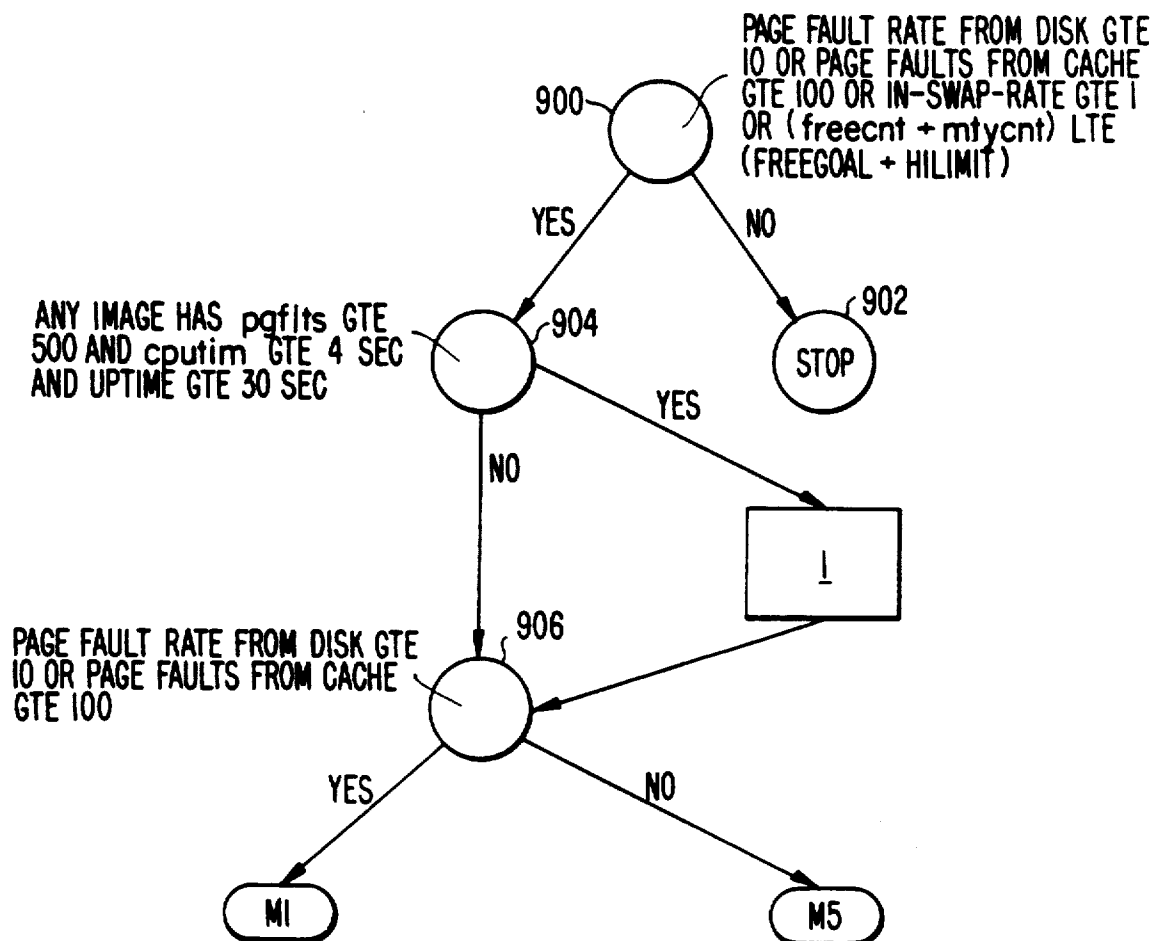 PAGE FAULT RATE FROM DISK GTE
10 OR PAGE FAULTS FROM CACHE
GTE 100 OR IN-SWAP-RATE GTE 1
OR (freecnt + mtycnt) LTE
(FREEGOAL + HILIMIT)
900
YES
NO
902
STOP
ANY IMAGE HAS pgflts GTE
500 AND cputim GTE 4 SEC
AND UPTIME GTE 30 SEC
904
YES
NO
1
PAGE FAULT RATE FROM DISK GTE
10 OR PAGE FAULTS FROM CACHE
GTE 100
906
YES
NO
M1
M5